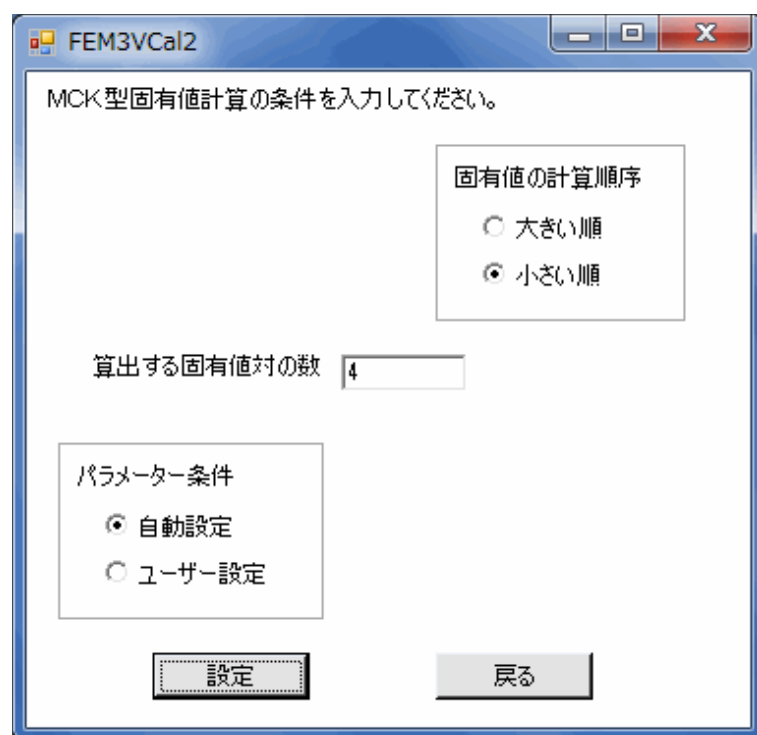 FEM3VCal2
MCK型固有値計算の条件を入力してください。
固有値の計算順序
大きい順
小さい順
算出する固有値対の数
4
パラメーター条件
自動設定
ユーザー設定
設定
戻る